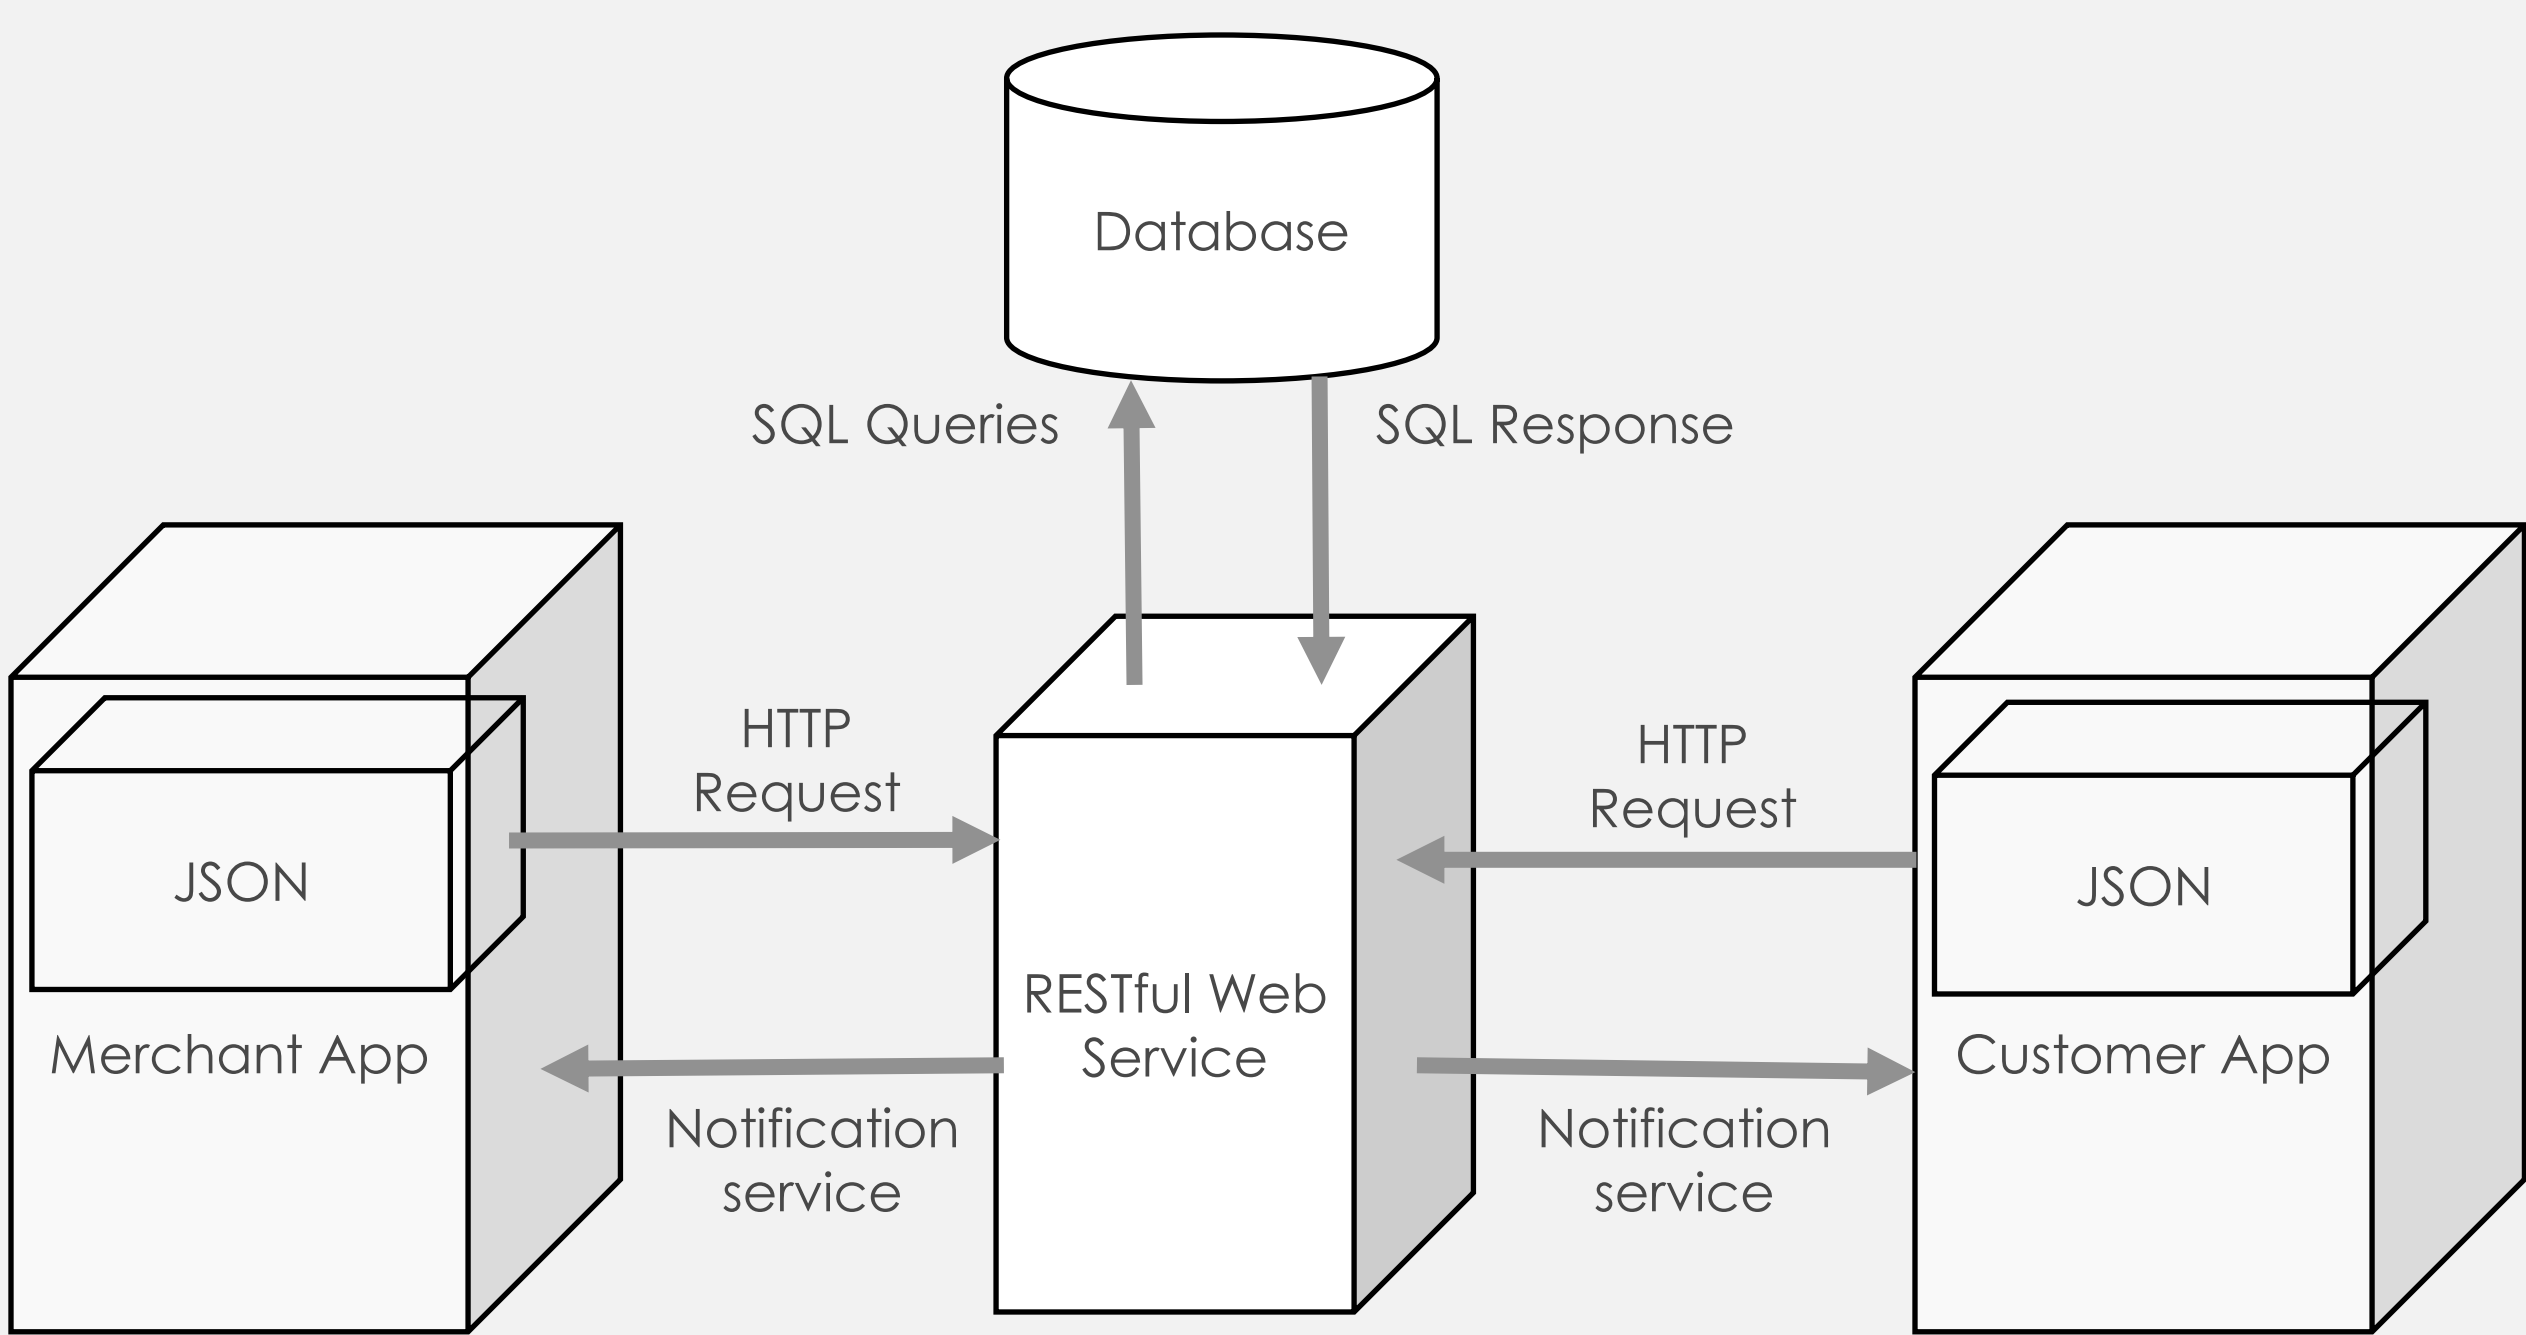 Database
SQL Queries
SQL Response
HTTP
Request
HTTP
Request
JSON
JSON
RESTful Web
Service
Merchant App
Customer App
Notification
service
Notification
service